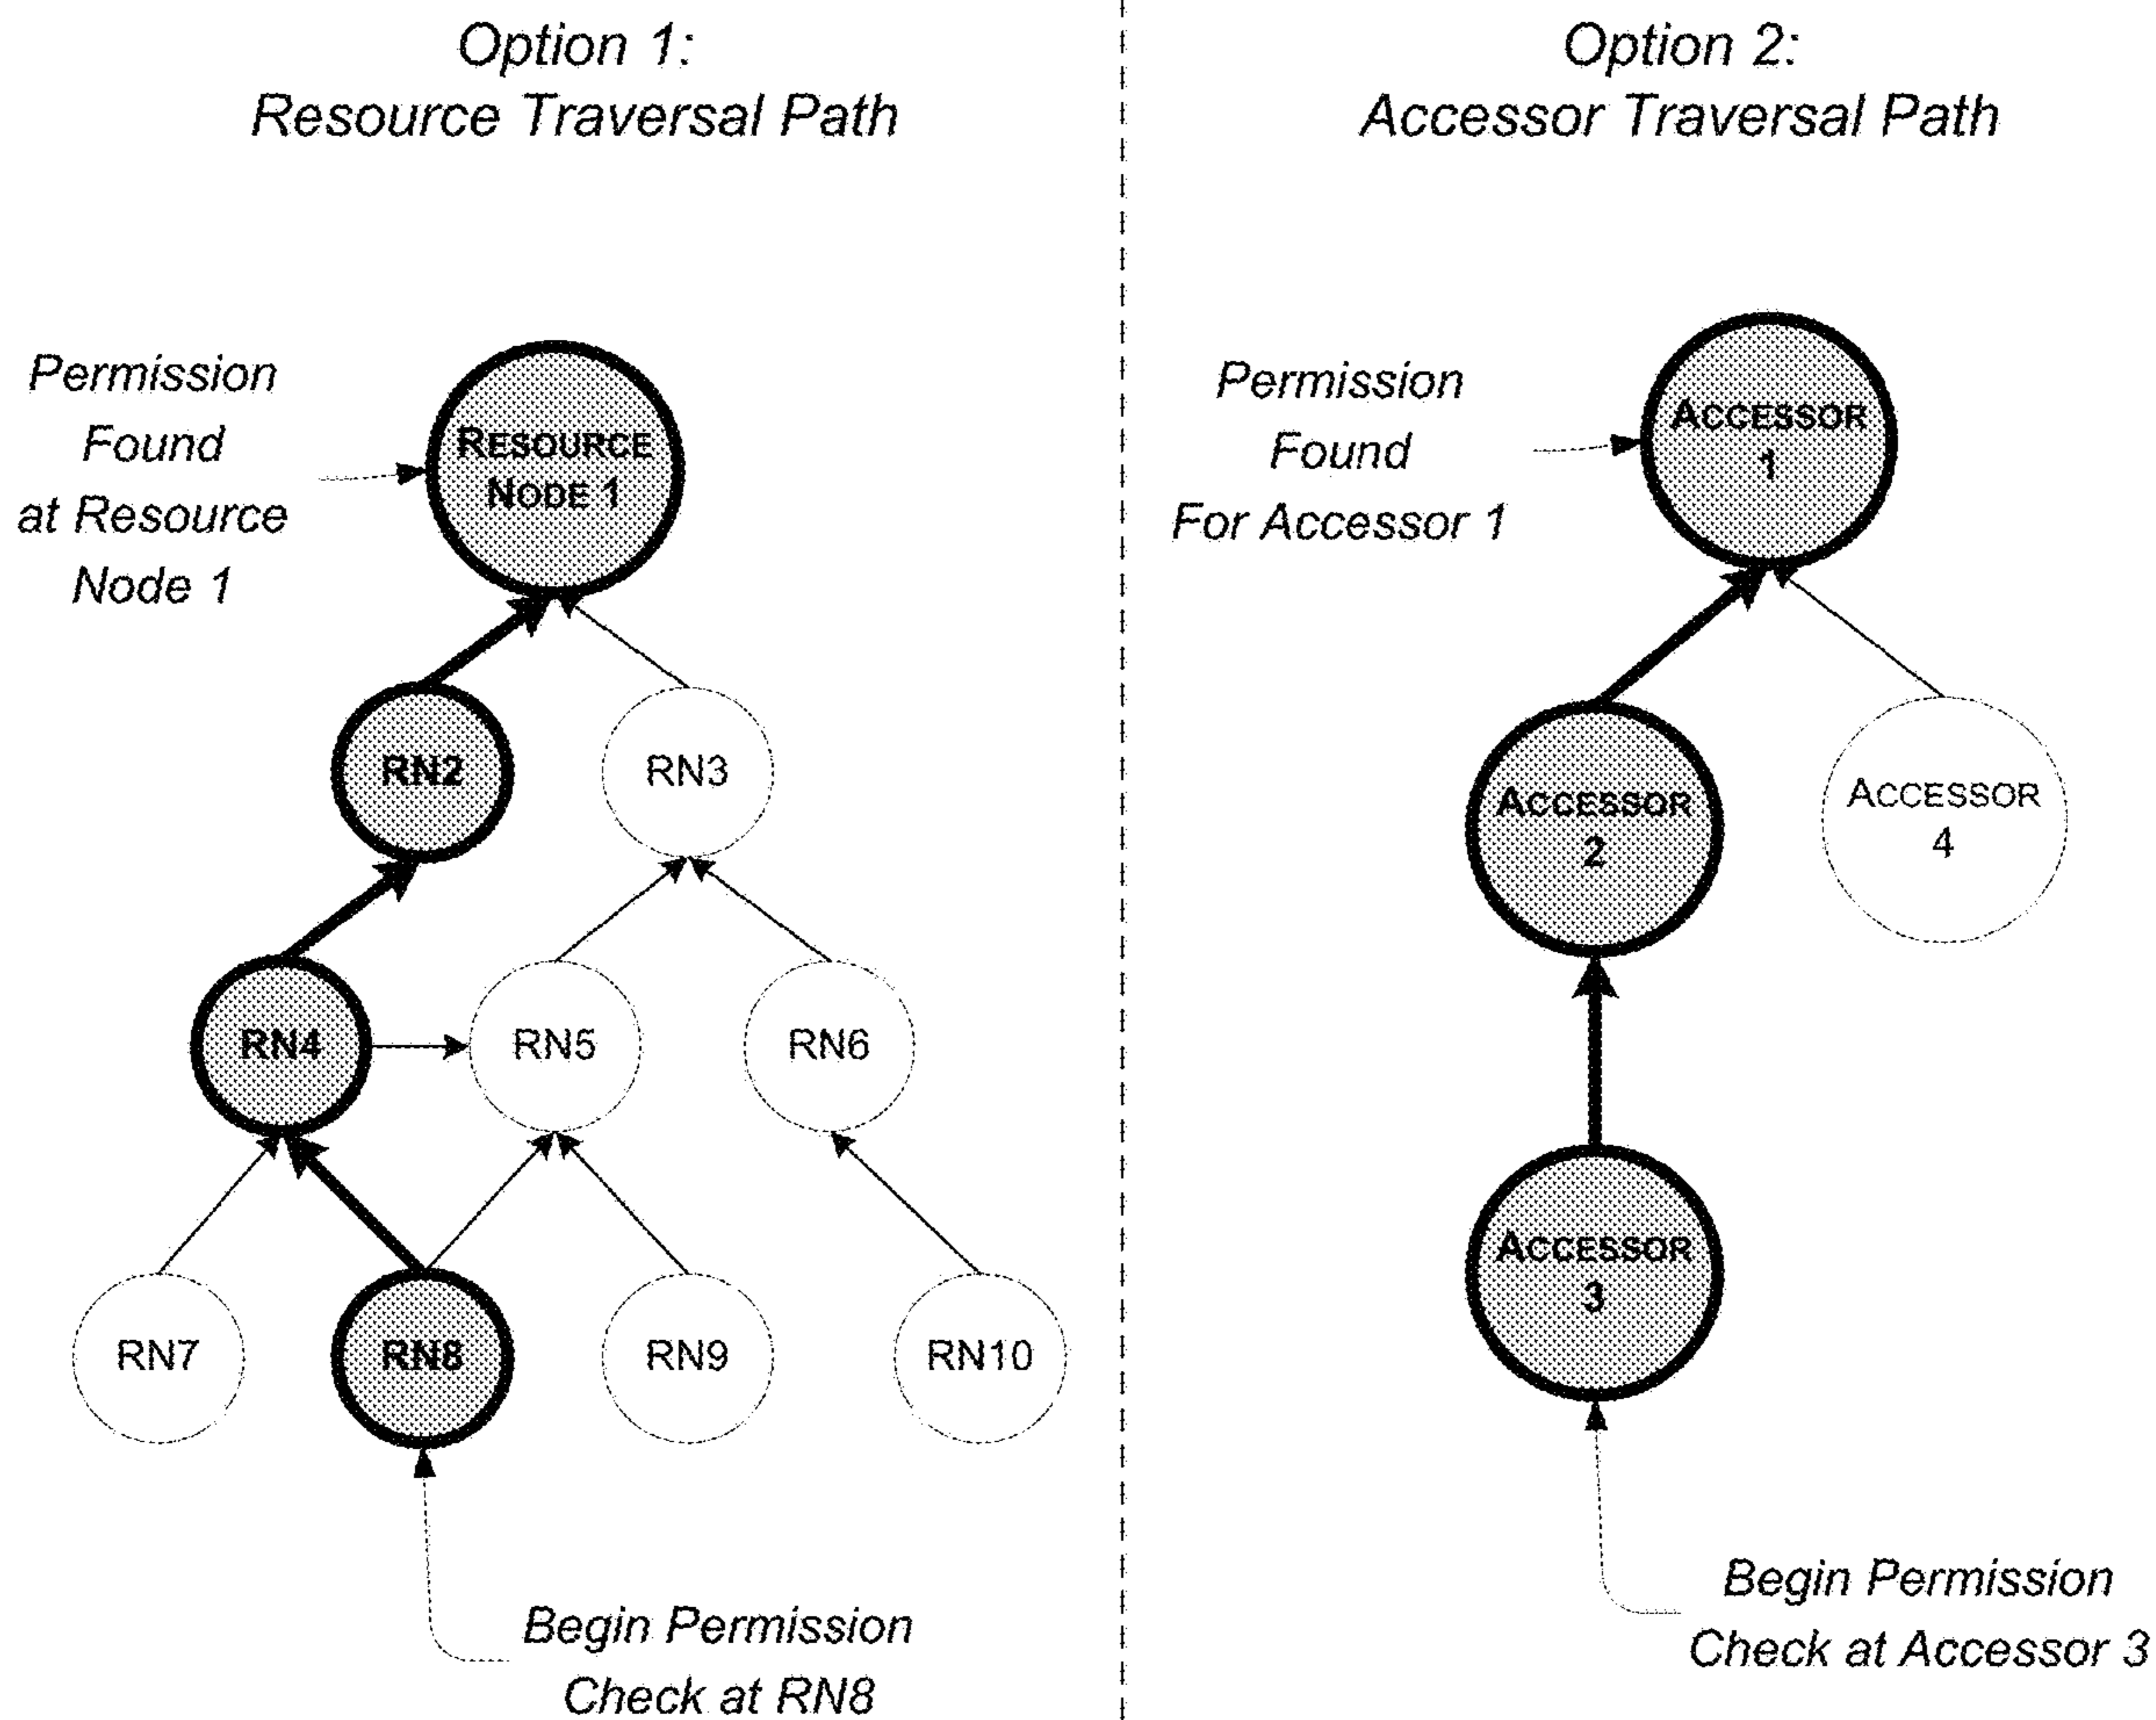 Option 1:
Resource Traversal Path
Permission
Found
at Resource
Node 1
RESOURCE
NODE 1
RN2
RN3
RN4
RN5
RN6
RN7
RN8
RN9
RN10
Begin Permission
Check at RN8
Option 2:
Accessor Traversal Path
Permission
Found
For Accessor 1
ACCESSOR
1
ACCESSOR
2
ACCESSOR
4
ACCESSOR
3
Begin Permission
Check at Accessor 3